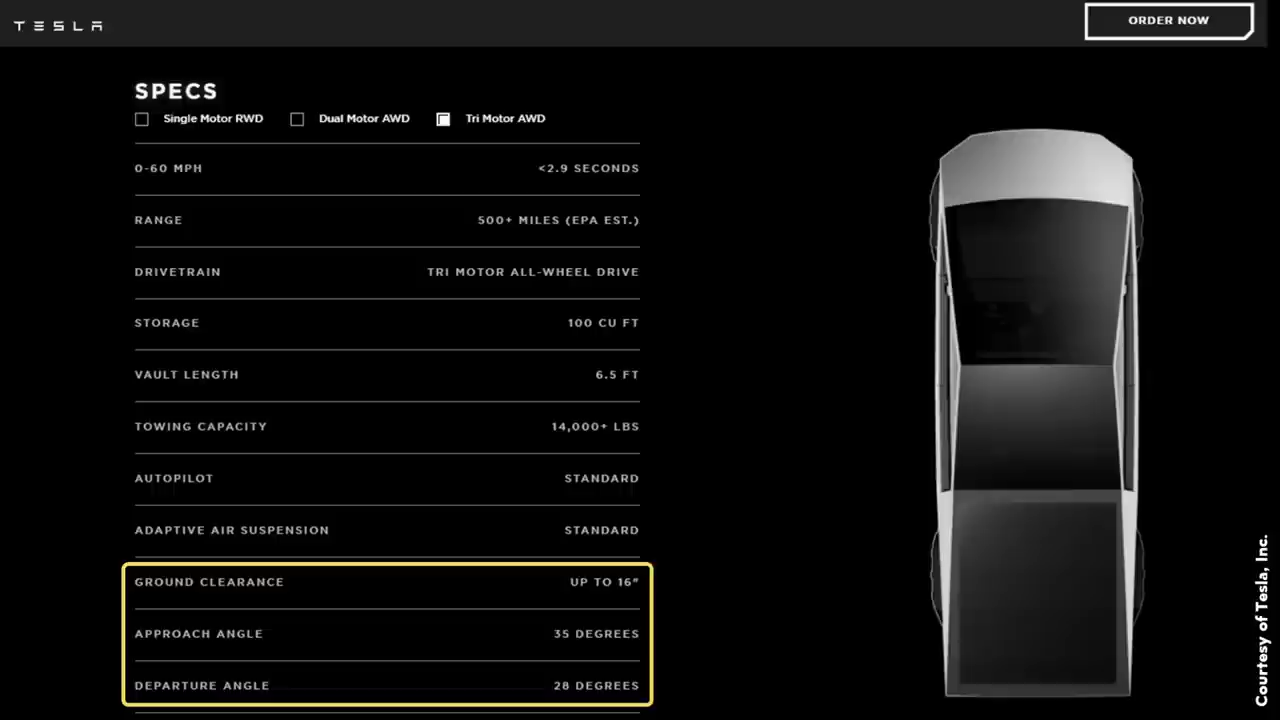 TESLA
ORDER NOW
SPECS
Single Motor RWD Dual Motor AWD Tri Motor AWD
0-60 MPH <2.9 SECONDS
RANGE 500+ MILES (EPA EST.)
DRIVETRAIN TRI MOTOR ALL-WHEEL DRIVE
STORAGE 100 CU FT
VAULT LENGTH 6.5 FT
TOWING CAPACITY 14,000+ LBS
AUTOPILOT STANDARD
ADAPTIVE AIR SUSPENSION STANDARD
GROUND CLEARANCE UP TO 16"
APPROACH ANGLE 35 DEGREES
DEPARTURE ANGLE 28 DEGREES
Courtesy of Tesla, Inc.